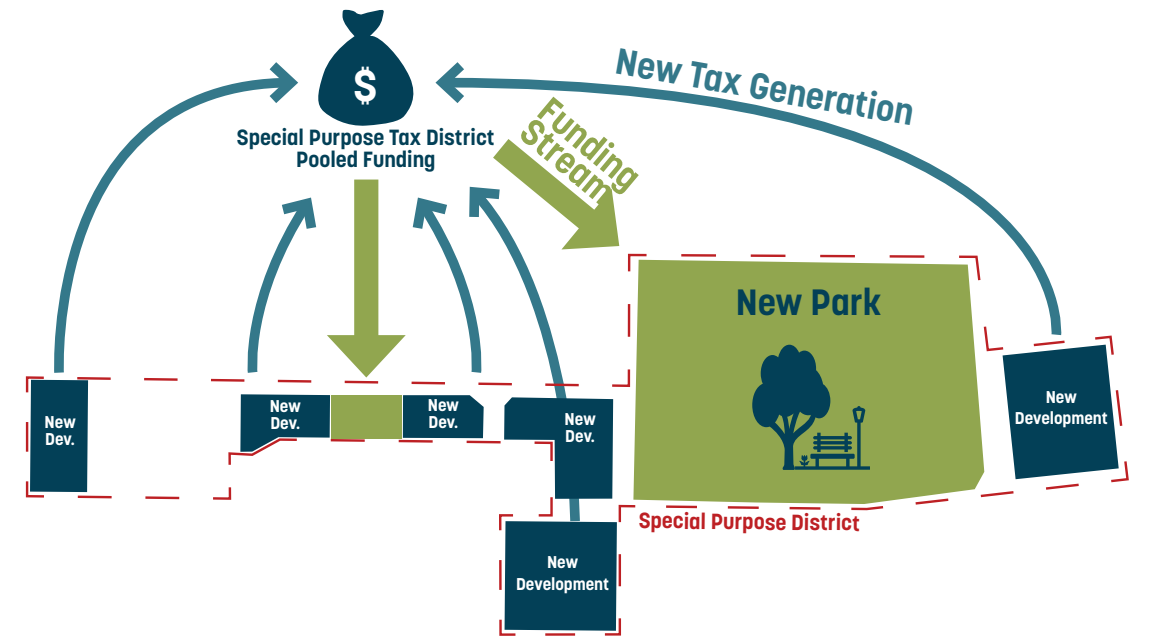 $
New Tax Generation
Funding
Stream
Special Purpose Tax District
Pooled Funding
New Park
New
Dev.
New
Dev.
New
Dev.
New
Dev.
New
Development
Special Purpose District
New
Development